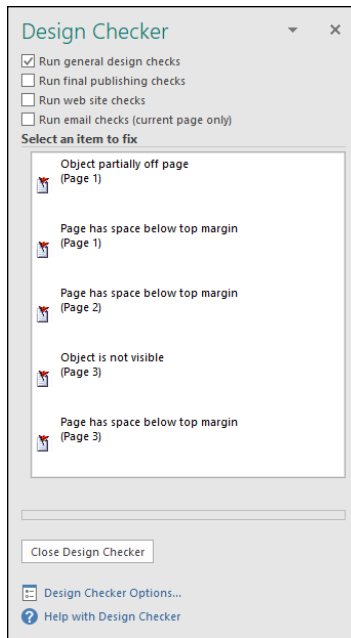 Design Checker
Run general design checks
Run final publishing checks
Run web site checks
Run email checks (current page only)
Select an item to fix
Object partially off page
(Page 1)
Page has space below top margin
(Page 1)
Page has space below top margin
(Page 2)
Object is not visible
(Page 3)
Page has space below top margin
(Page 3)
Close Design Checker
Design Checker Options...
Help with Design Checker